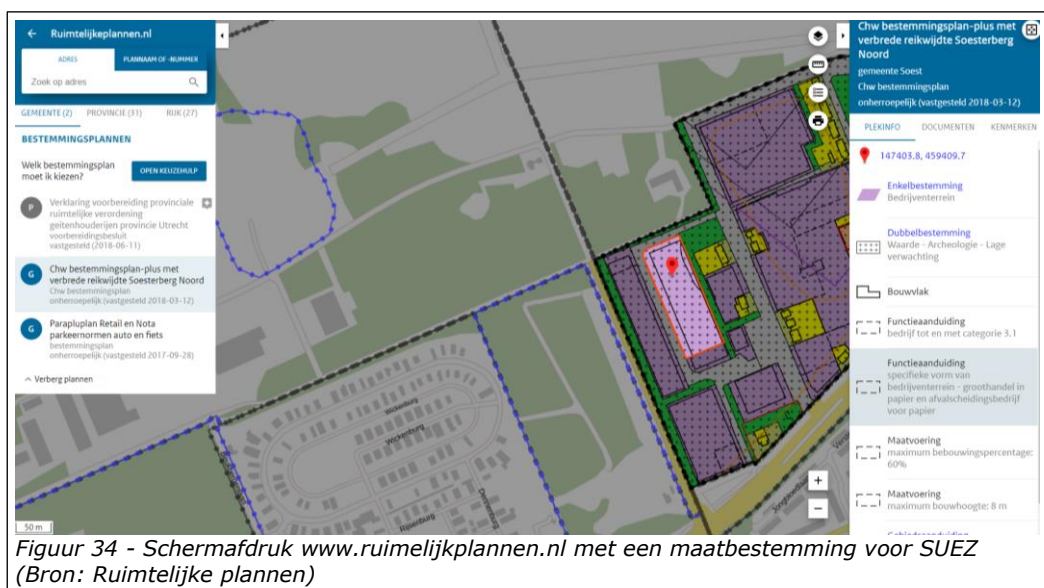 ← Ruimtelijkeplannen.nl
ADRES PLANNAAM OF -NUMMER
Zoek op adres
GEMEENTE (2) PROVINCIE (31) RIJK (27)
BESTEMMINGSPLANNEN
Welk bestemmingsplan
moet ik kiezen?
OPEN KEUZEHULP
P
Verklaring voorbereiding provinciale
ruimtelijke verordening
geitenhouderijen provincie Utrecht
voorbereidingsbesluit
vastgesteld (2018-06-11)
G
Chw bestemmingsplan-plus met
verbrede reikwijdte Soesterberg Noord
Chw bestemmingsplan
onherroepelijk (vastgesteld 2018-03-12)
G
Parapluplan Retail en Nota
parkeernormen auto en fiets
bestemmingsplan
onherroepelijk (vastgesteld 2017-09-28)
Verberg plannen
Wickenburg
Wickenburg
Rijsenburg
50 m
+
−
Chw bestemmingsplan-plus met
verbrede reikwijdte Soesterberg
Noord
gemeente Soest
Chw bestemmingsplan
onherroepelijk (vastgesteld 2018-03-12)
PLEKINFO DOCUMENTEN KENMERKEN
147403.8, 459409.7
Enkelbestemming
Bedrijventerrein
Dubbelbestemming
Waarde - Archeologie - Lage
verwachting
Bouwvlak
Functieaanduiding
bedrijf tot en met categorie 3.1
Functieaanduiding
specifieke vorm van
bedrijventerrein - groothandel in
papier en afvalscheidingsbedrijf
voor papier
Maatvoering
maximum bebouwingspercentage:
60%
Maatvoering
maximum bouwhoogte: 8 m
Figuur 34 - Schermafdruk www.ruimelijkplannen.nl met een maatbestemming voor SUEZ
(Bron: Ruimtelijke plannen)